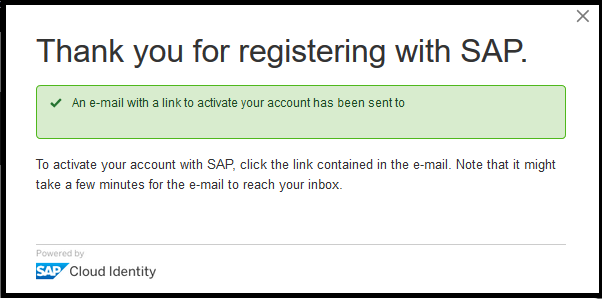 Thank you for registering with SAP.
An e-mail with a link to activate your account has been sent to
To activate your account with SAP, click the link contained in the e-mail. Note that it might
take a few minutes for the e-mail to reach your inbox.
Powered by
SAP Cloud Identity